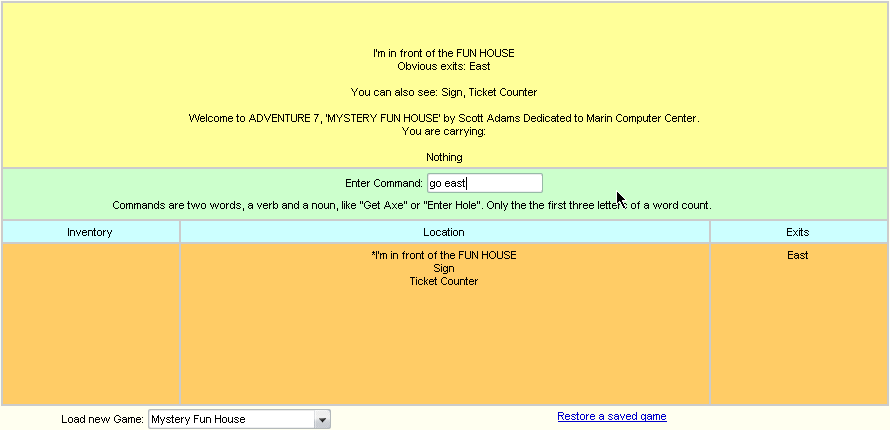 I'm in front of the FUN HOUSE
Obvious exits: East
You can also see: Sign, Ticket Counter
Welcome to ADVENTURE 7, 'MYSTERY FUN HOUSE' by Scott Adams Dedicated to Marin Computer Center.
You are carrying:
Nothing
Enter Command: go east
Commands are two words, a verb and a noun, like "Get Axe" or "Enter Hole". Only the the first three letters of a word count.
Inventory Location Exits
*I'm in front of the FUN HOUSE East
Sign
Ticket Counter
Load new Game: Mystery Fun House Restore a saved game